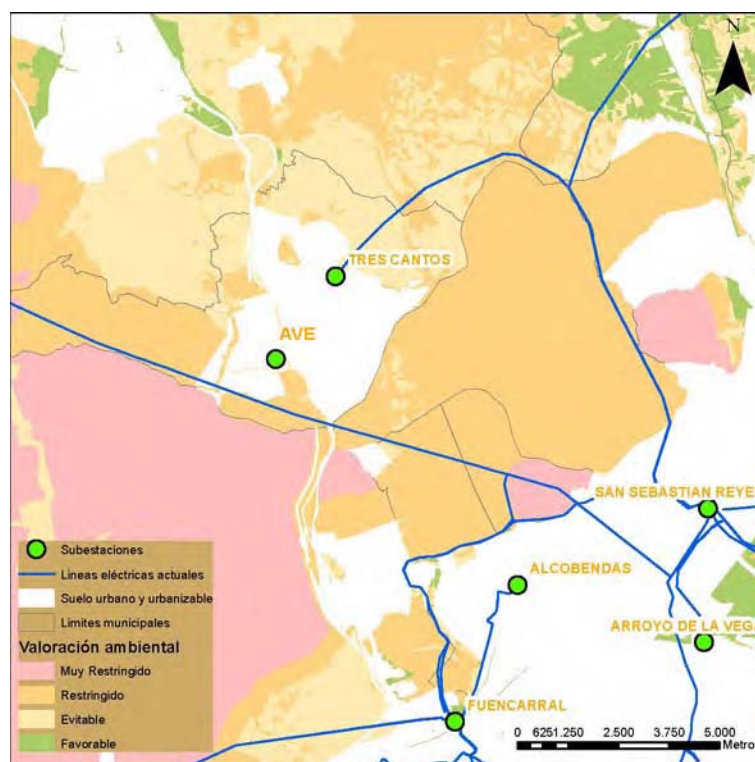 N
TRES CANTOS
AVE
SAN SEBASTIAN REYE
ALCOBENDAS
ARROYO DE LA VEGA
FUENCARRAL
Subestaciones
Lineas eléctricas actuales
Suelo urbano y urbanizable
Limites municipales
Valoración ambiental
Muy Restringido
Restringido
Evitable
Favorable
0 6251.250 2.500 3.750 5.000
Metro